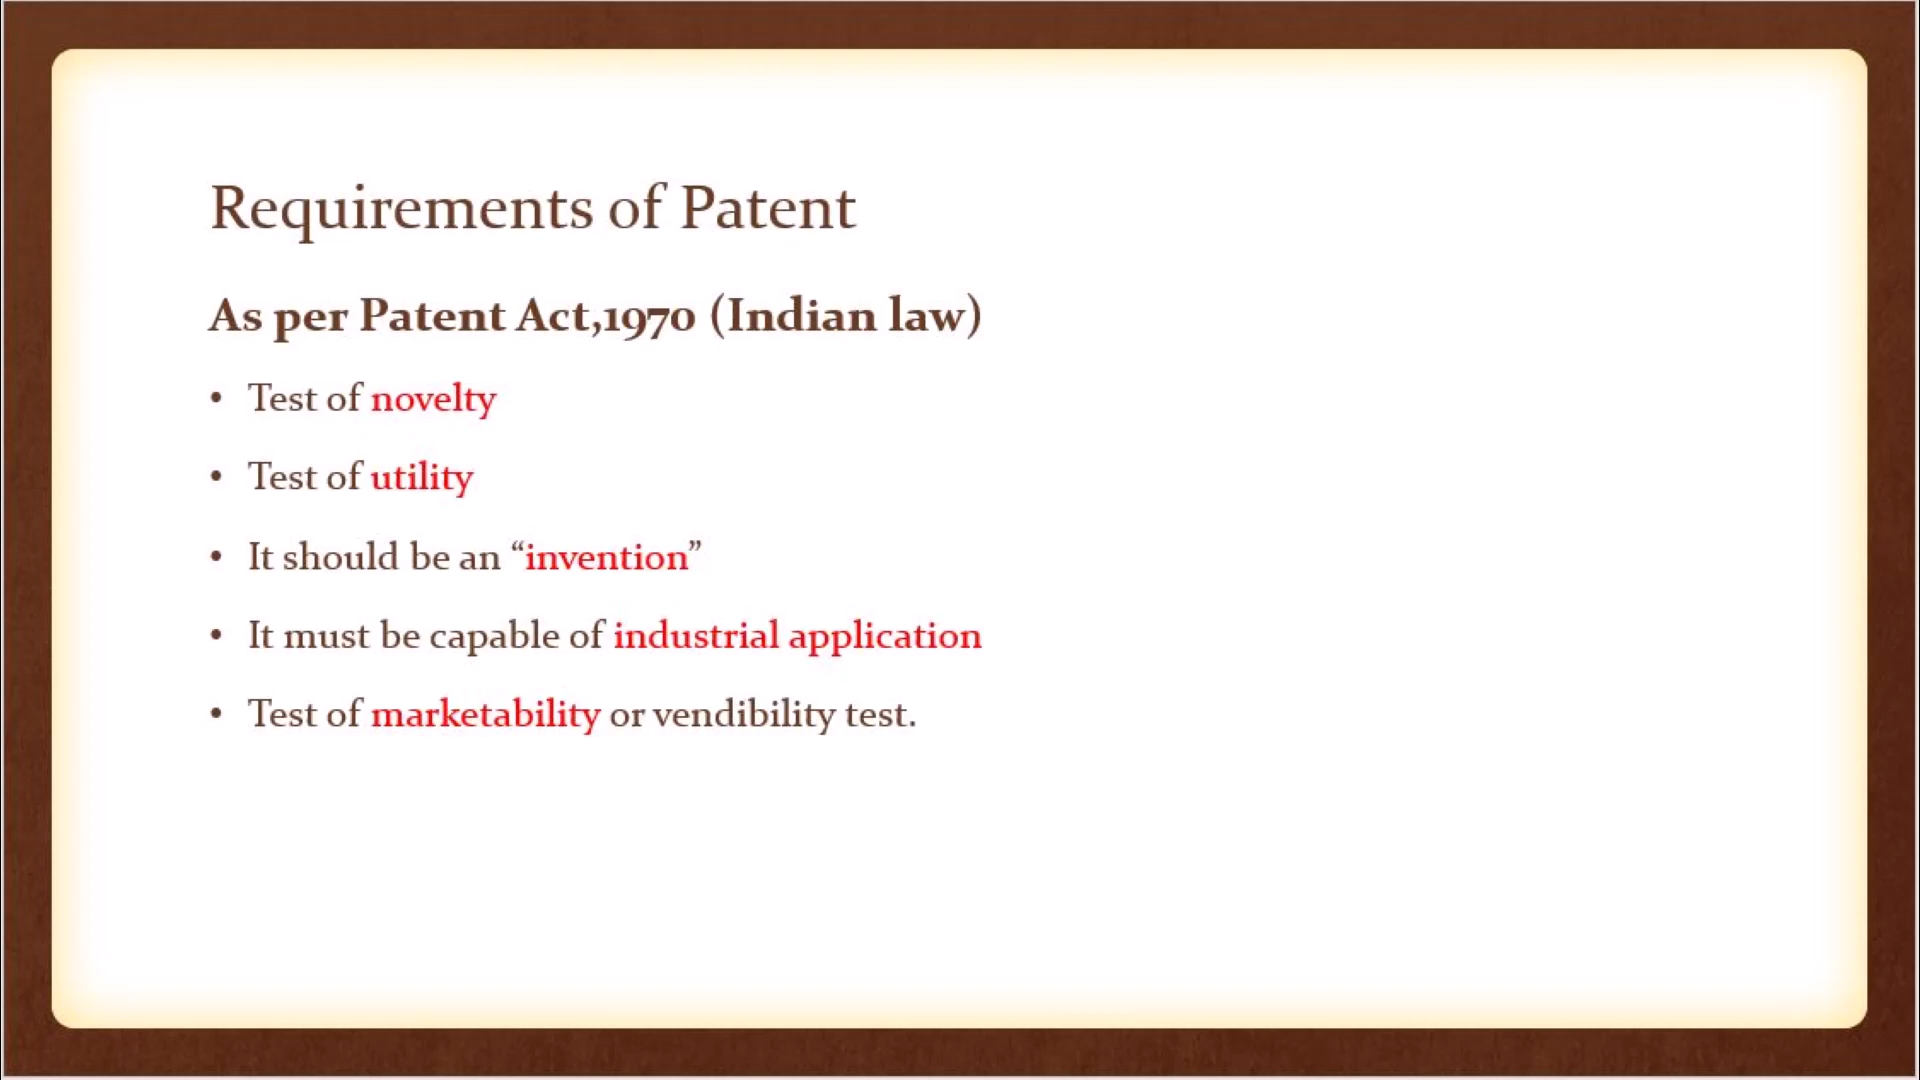 Requirements of Patent
As per Patent Act,1970 (Indian law)
• Test of novelty
• Test of utility
• It should be an “invention”
• It must be capable of industrial application
• Test of marketability or vendibility test.